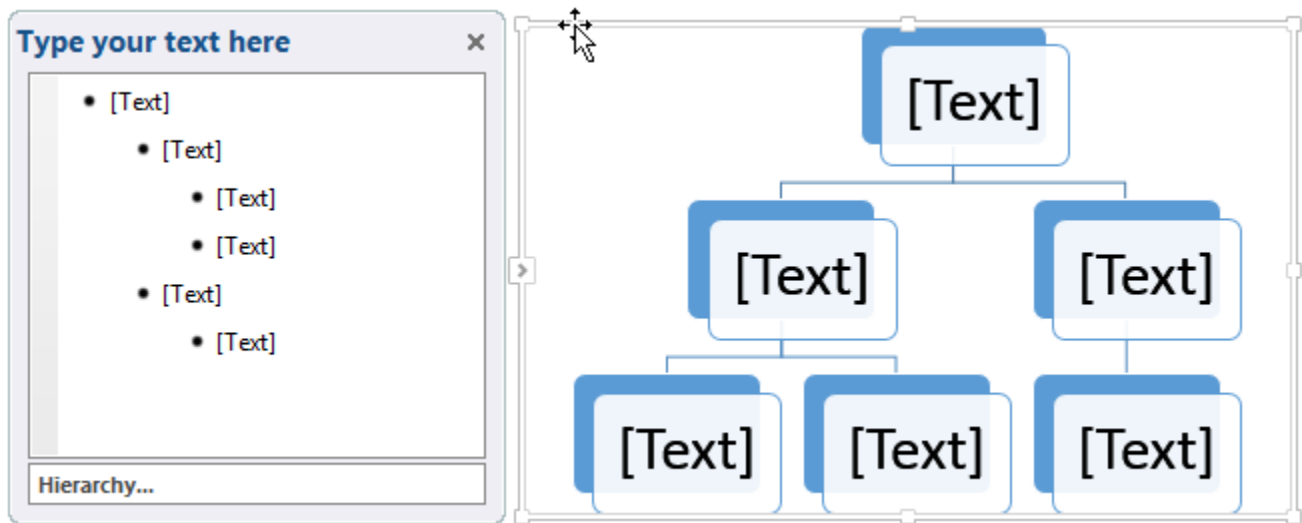 Type your text here
[Text]
[Text]
[Text]
[Text]
[Text]
[Text]
Hierarchy...
[Text]
[Text] [Text]
[Text] [Text] [Text]